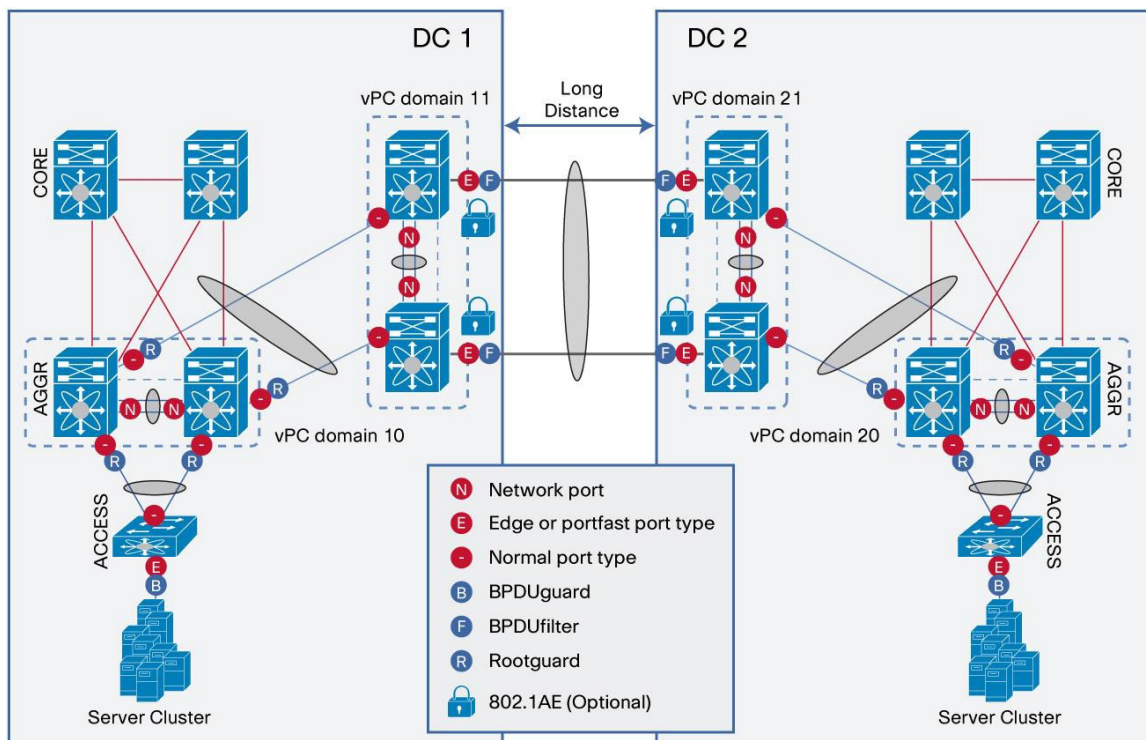 DC 1
DC 2
Long
Distance
vPC domain 11
vPC domain 21
CORE
CORE
E
F
F
E
-
-
N
N
N
N
-
-
E
F
F
E
R
-
R
-
AGGR
AGGR
-
R
R
-
N
N
N
N
vPC domain 10
vPC domain 20
-
-
-
-
R
R
R
R
ACCESS
ACCESS
-
-
E
E
B
B
Server Cluster
Server Cluster
N Network port
E Edge or portfast port type
- Normal port type
B BPDUguard
F BPDUfilter
R Rootguard
802.1AE (Optional)